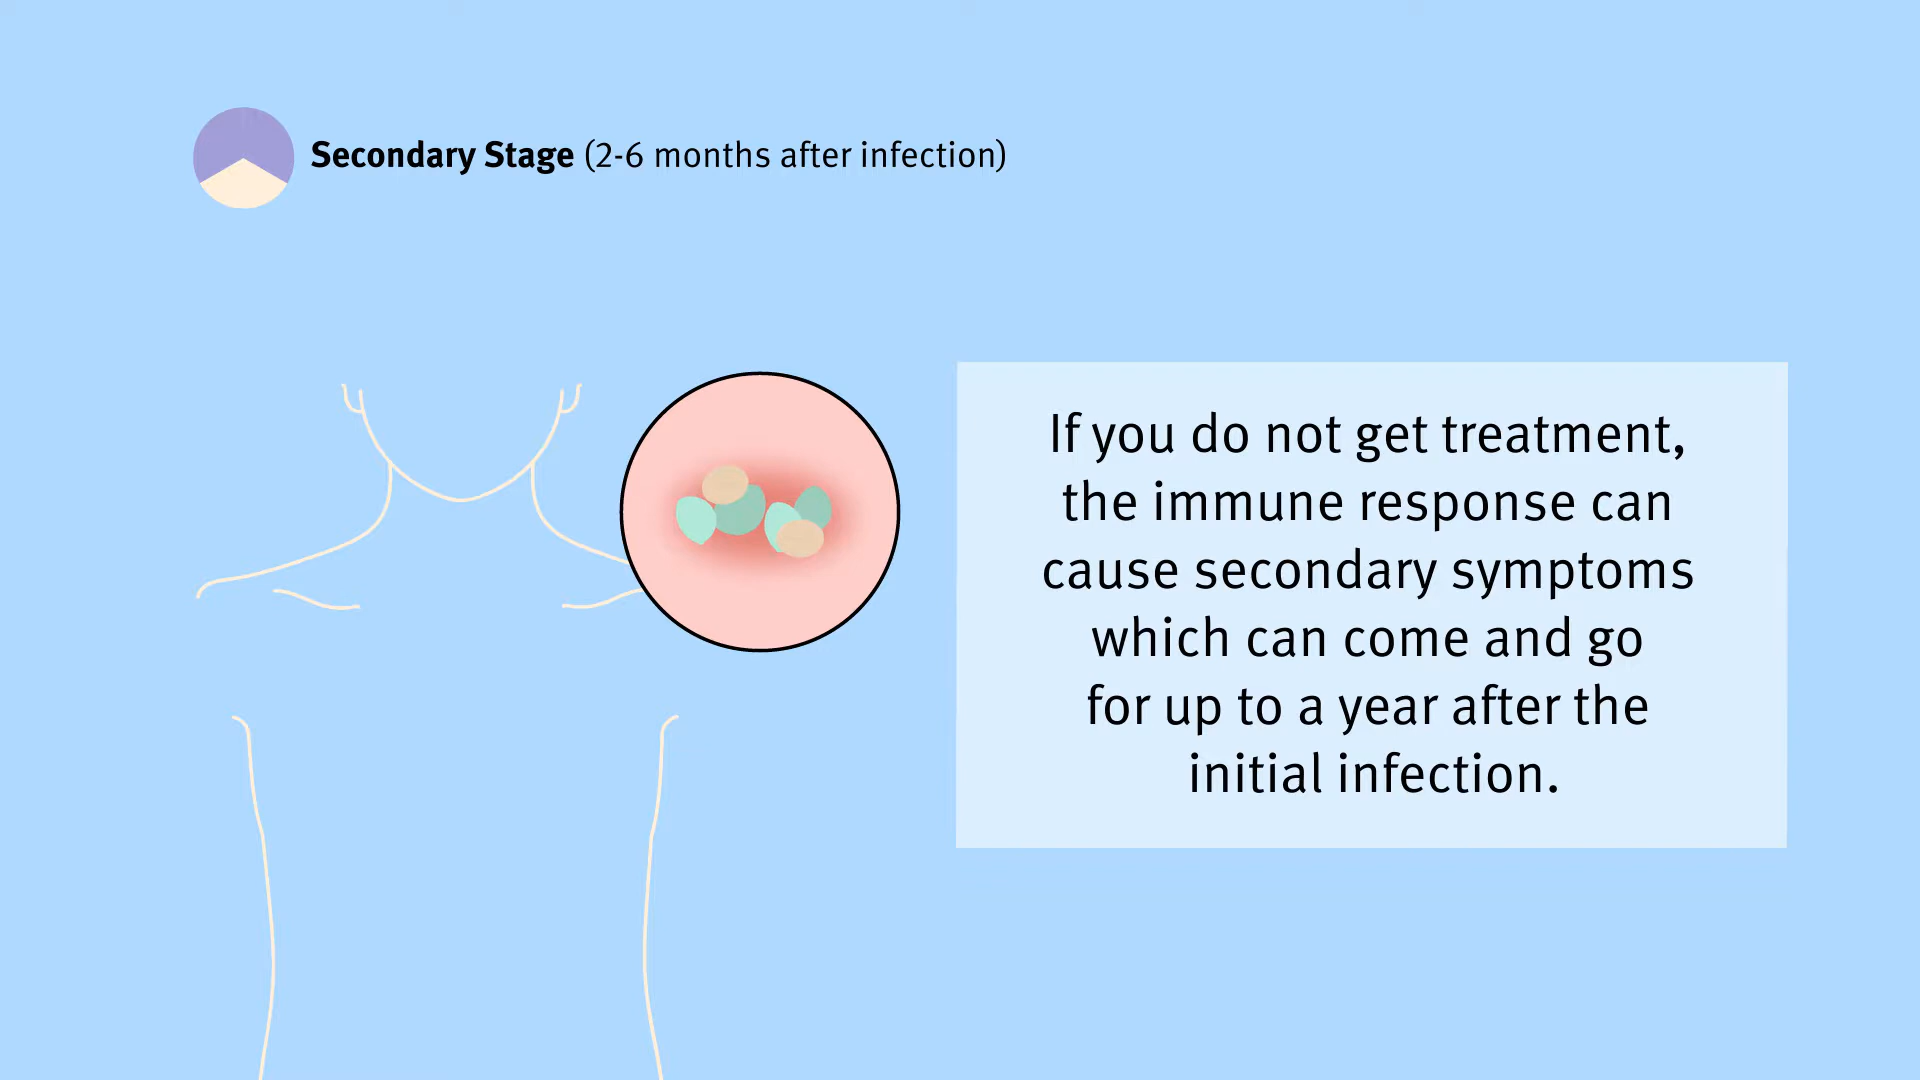 Secondary Stage (2-6 months after infection)
If you do not get treatment,
the immune response can
cause secondary symptoms
which can come and go
for up to a year after the
initial infection.